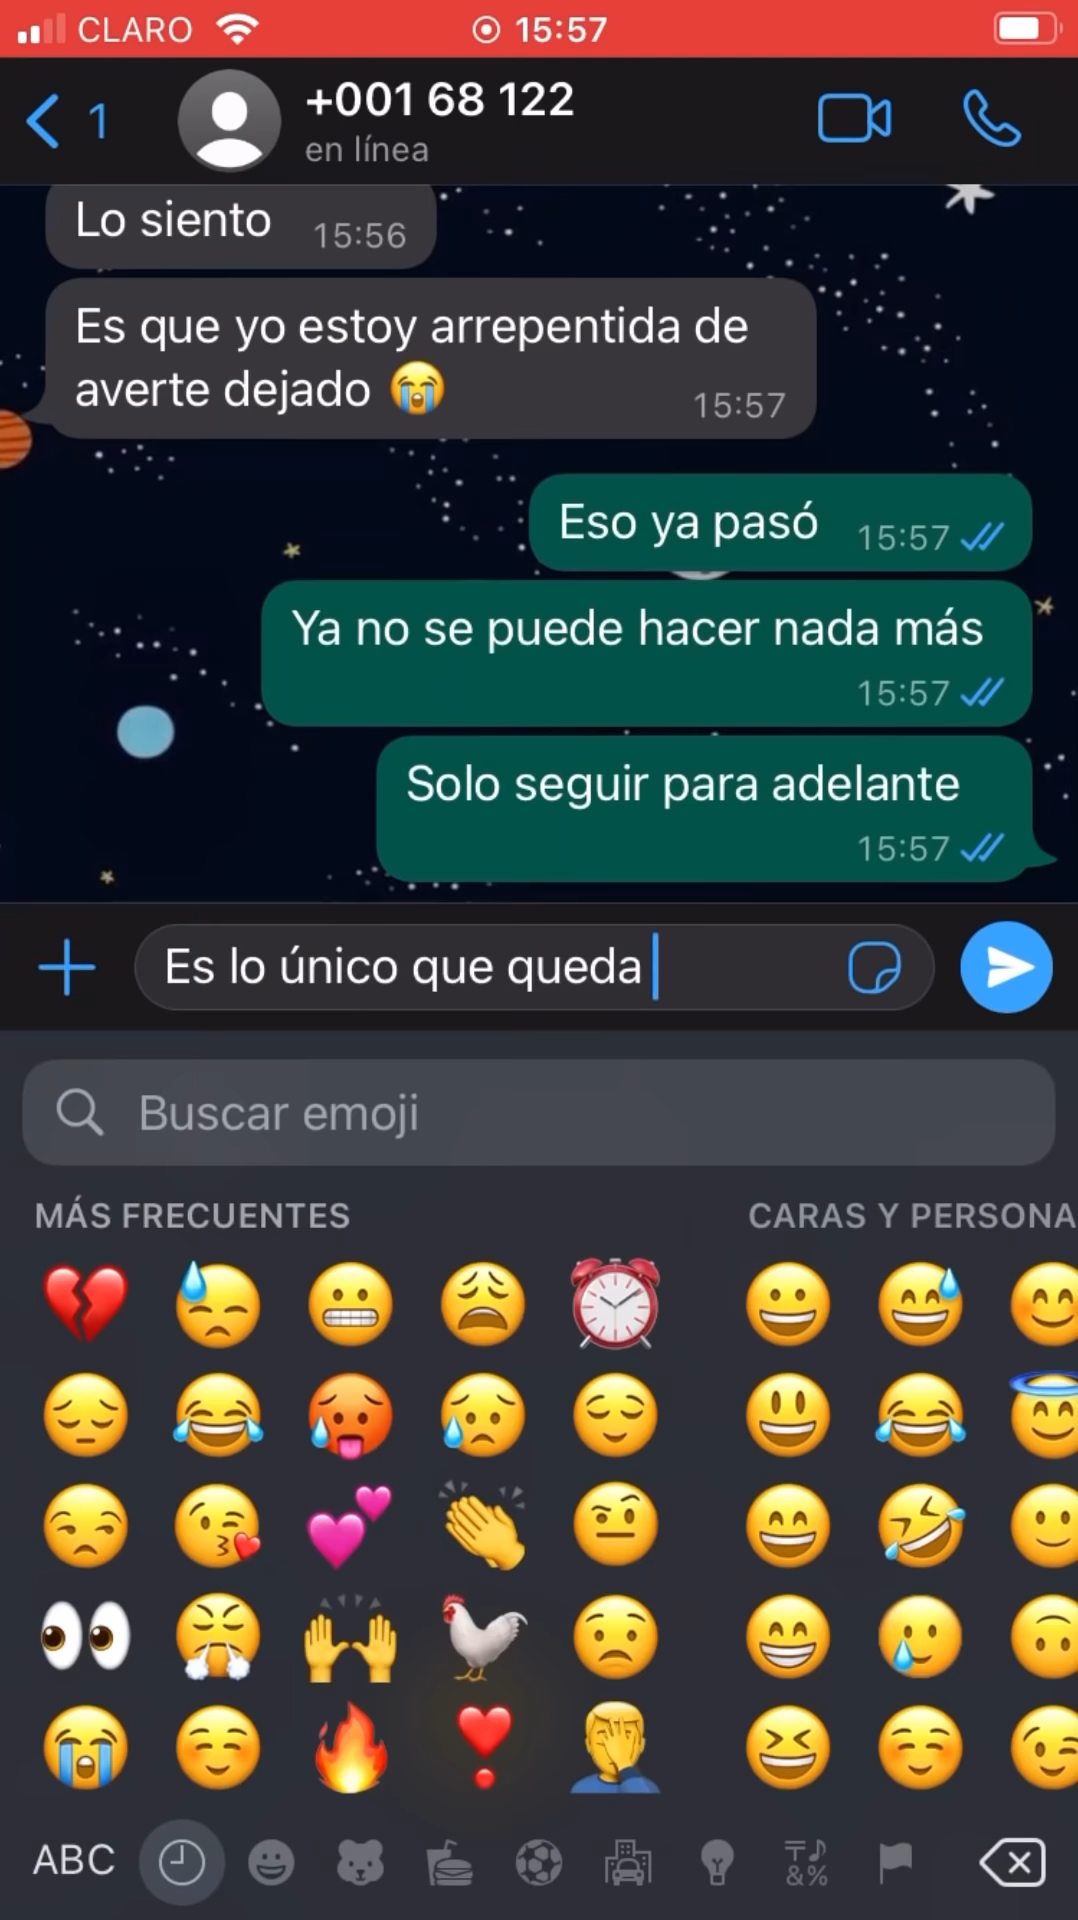 CLARO 15:57
1 +001 68 122
en línea
Lo siento 15:56
Es que yo estoy arrepentida de
averte dejado 😭 15:57
Eso ya pasó 15:57
Ya no se puede hacer nada más
15:57
Solo seguir para adelante
15:57
Es lo único que queda
Buscar emoji
MÁS FRECUENTES CARAS Y PERSONA
ABC